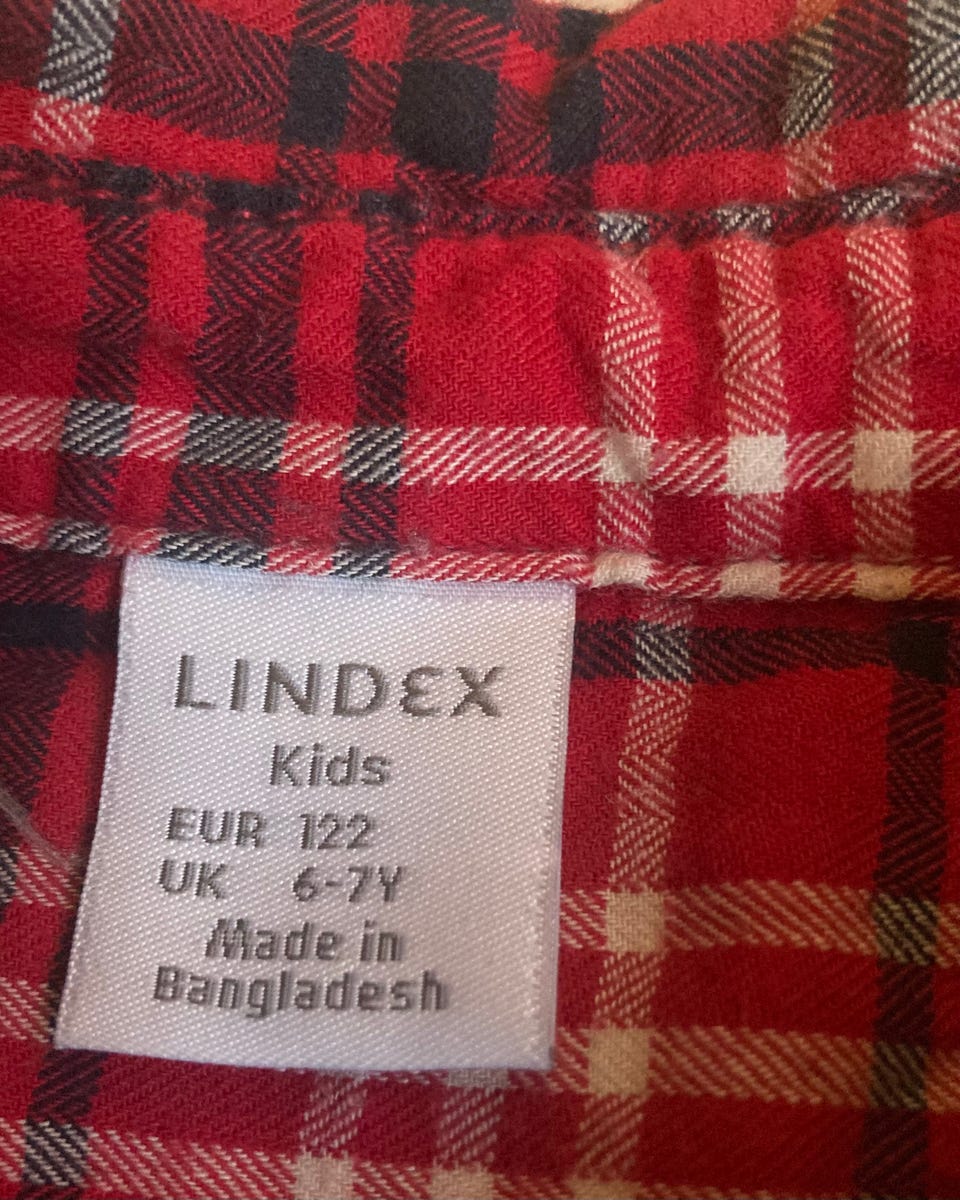 LINDEX
Kids
EUR 122
UK 6-7Y
Made in
Bangladesh